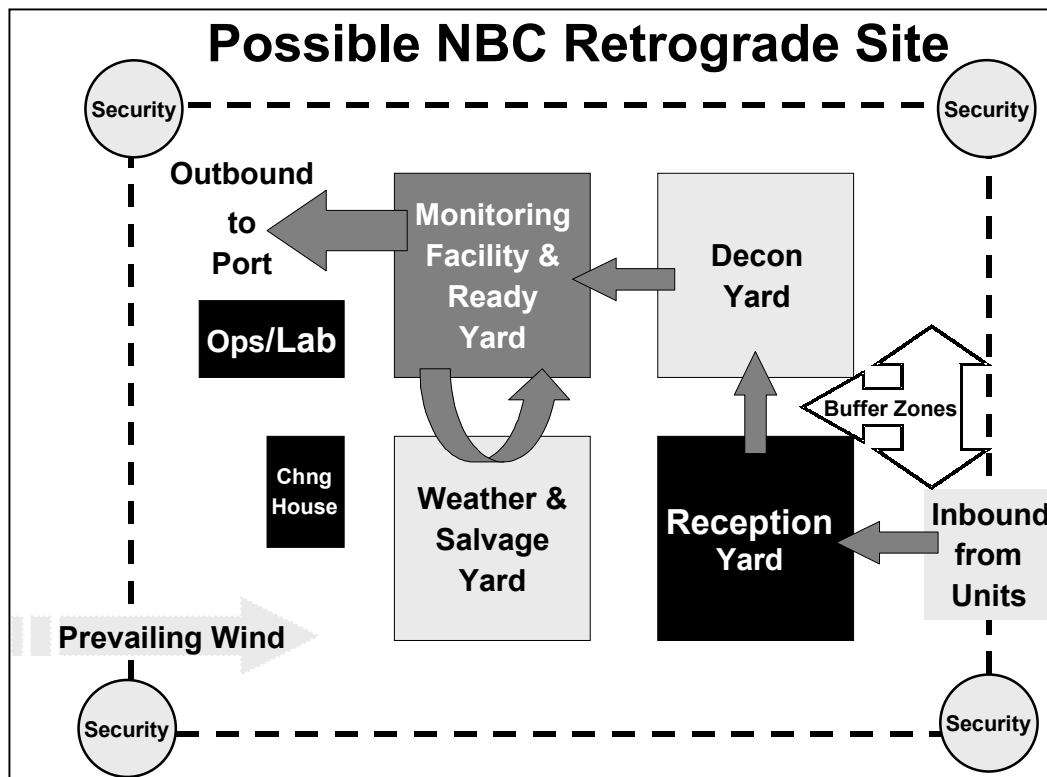 Possible NBC Retrograde Site
Security
Security
Outbound
to
Port
Monitoring
Facility &
Ready
Yard
Decon
Yard
Ops/Lab
Buffer Zones
Chng
House
Weather &
Salvage
Yard
Reception
Yard
Inbound
from
Units
Prevailing Wind
Security
Security